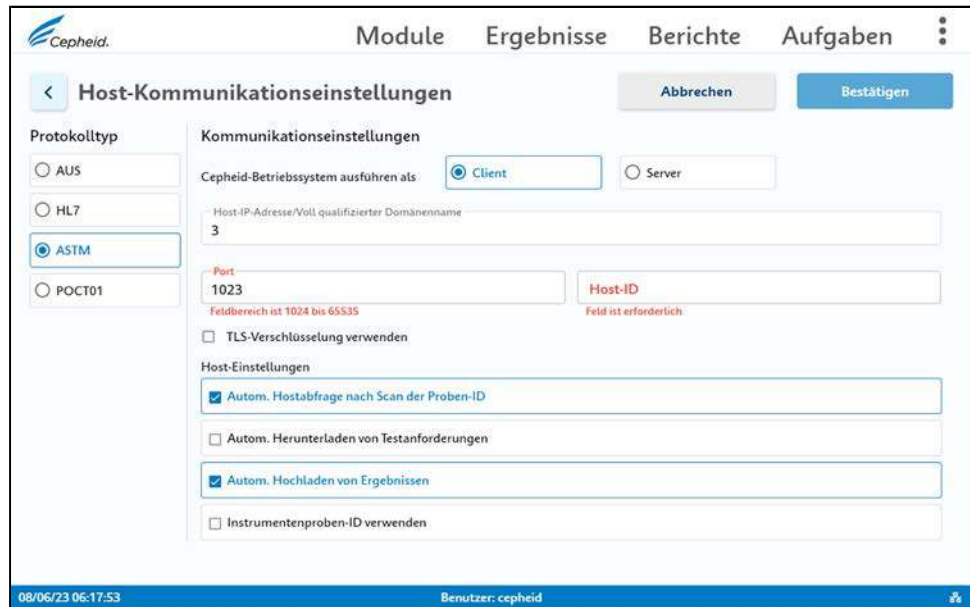 Cepheid.
Module Ergebnisse Berichte Aufgaben
Host-Kommunikationseinstellungen
Abbrechen
Bestätigen
Protokolltyp
AUS
HL7
ASTM
POCT01
Kommunikationseinstellungen
Cepheid-Betriebssystem ausführen als
Client
Server
Host-IP-Adresse/Voll qualifizierter Domänenname
3
Port
1023
Feldbereich ist 1024 bis 65535
Host-ID
Feld ist erforderlich
TLS-Verschlüsselung verwenden
Host-Einstellungen
Autom. Hostabfrage nach Scan der Proben-ID
Autom. Herunterladen von Testanforderungen
Autom. Hochladen von Ergebnissen
Instrumentenproben-ID verwenden
08/06/23 06:17:53
Benutzer: cepheid